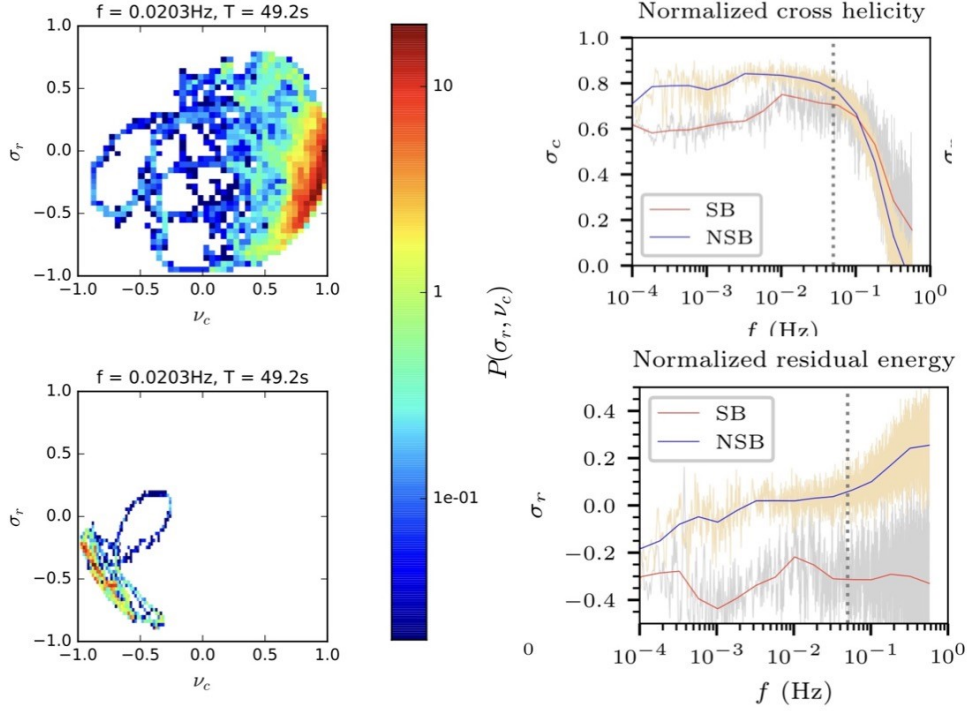 f = 0.0203Hz, T = 49.2s
1.0
0.5
0.0
−0.5
−1.0
σr
−1.0 −0.5 0.0 0.5 1.0
νc
f = 0.0203Hz, T = 49.2s
1.0
0.5
0.0
−0.5
−1.0
σr
−1.0 −0.5 0.0 0.5 1.0
νc
10
1
1e-01
P(σr, νc)
0
Normalized cross helicity
1.0
0.8
0.6
0.4
0.2
0.0
σc
SB
NSB
10−4 10−3 10−2 10−1 100
f (Hz)
Normalized residual energy
0.4
0.2
0.0
−0.2
−0.4
σr
SB
NSB
10−4 10−3 10−2 10−1 100
f (Hz)